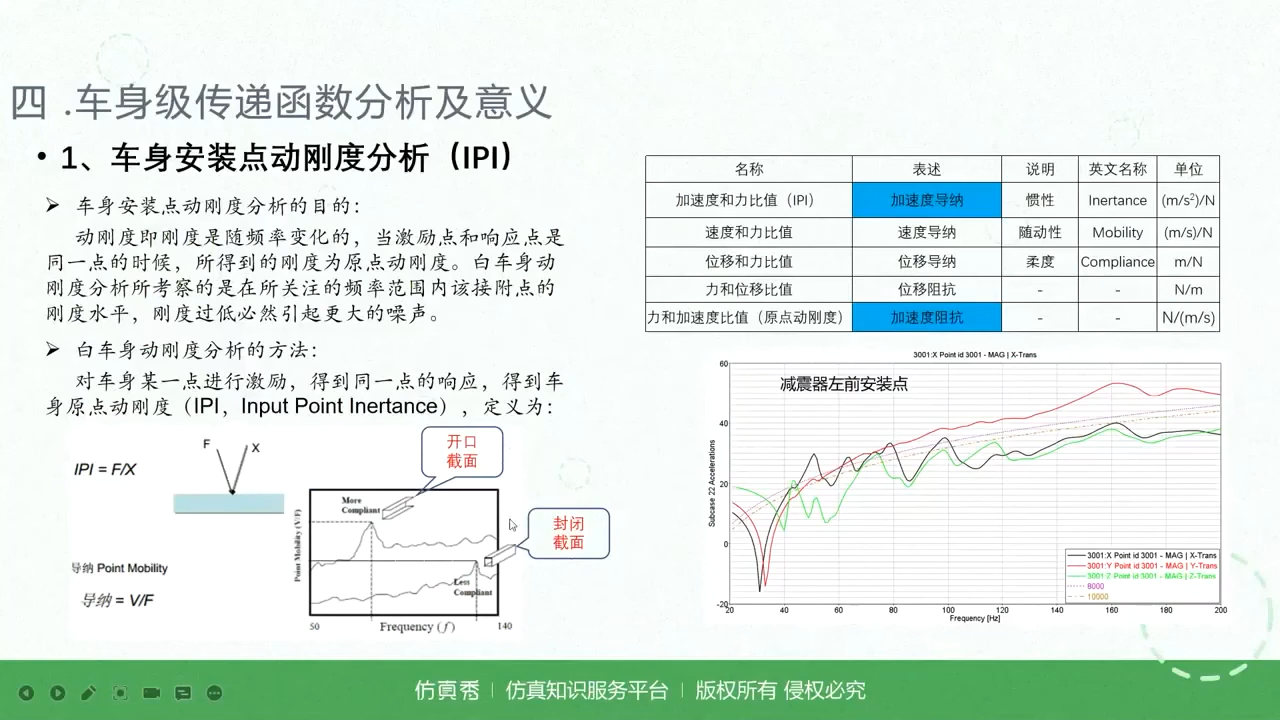 四 .车身级传递函数分析及意义
• 1、车身安装点动刚度分析（IPI）
➢ 车身安装点动刚度分析的目的：
动刚度即刚度是随频率变化的，当激励点和响应点是
同一点的时候，所得到的刚度为原点动刚度。白车身动
刚度分析所考察的是在所关注的频率范围内该接附点的
刚度水平，刚度过低必然引起更大的噪声。
➢ 白车身动刚度分析的方法：
对车身某一点进行激励，得到同一点的响应，得到车
身原点动刚度（IPI，Input Point Inertance），定义为：
IPI = F/X
F
X
导纳 Point Mobility
导纳 = V/F
开口
截面
封闭
截面
More
Compliant
Less
Compliant
Point Mobility (V/F)
50
Frequency (f)
140
名称 表述 说明 英文名称 单位
加速度和力比值（IPI） 加速度导纳 惯性 Inertance (m/s²)/N
速度和力比值 速度导纳 随动性 Mobility (m/s)/N
位移和力比值 位移导纳 柔度 Compliance m/N
力和位移比值 位移阻抗 - - N/m
力和加速度比值（原点动刚度） 加速度阻抗 - - N/(m/s)
3001:X Point id 3001 - MAG | X-Trans
减震器左前安装点
Subcase 22 Accelerations
60
40
20
0
-20
20 40 60 80 100 120 140 160 180 200
Frequency [Hz]
3001:X Point id 3001 - MAG | X-Trans
3001:Y Point id 3001 - MAG | Y-Trans
3001:Z Point id 3001 - MAG | Z-Trans
8000
10000
仿真秀 | 仿真知识服务平台 | 版权所有 侵权必究